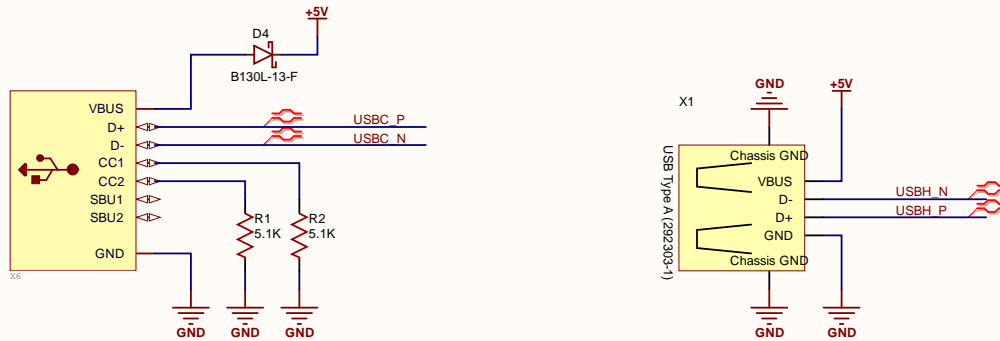 +5V
D4
B130L-13-F
VBUS
D+
USBC_P
D-
USBC_N
CC1
CC2
SBU1
SBU2
R1
5.1K
R2
5.1K
GND
X6
GND
GND
GND
GND
+5V
X1
USB Type A (292303-1)
Chassis GND
VBUS
D-
USBH_N
D+
USBH_P
GND
Chassis GND
GND
GND